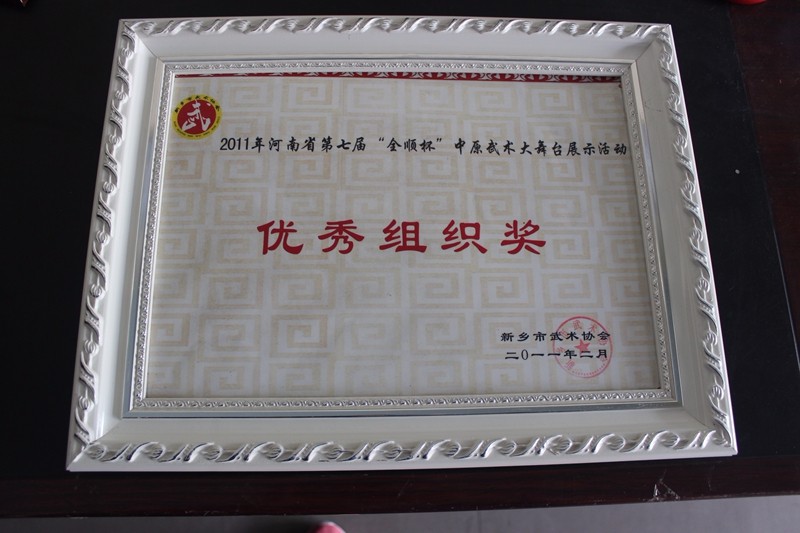 武
2011年河南省第七届“全顺杯”中原武术大舞台展示活动
优秀组织奖
新乡市武术协会
二〇一一年二月